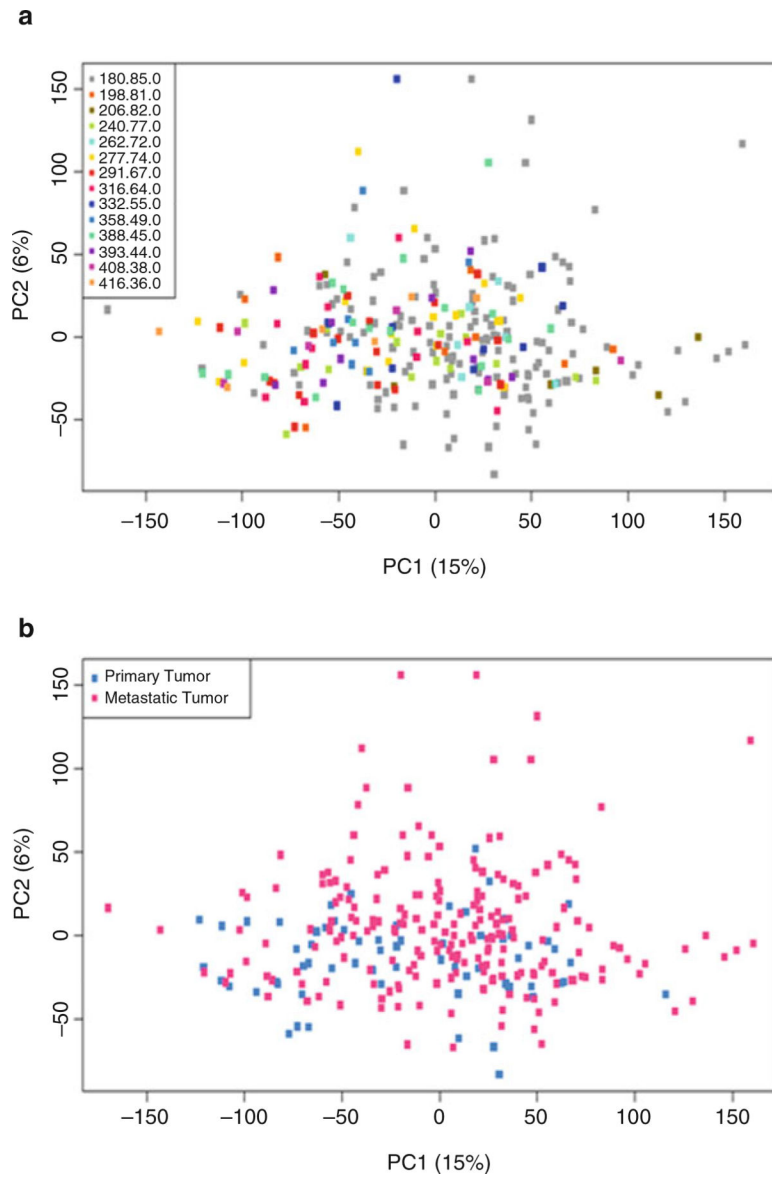 a
150
100
50
0
−50
PC2 (6%)
180.85.0
198.81.0
206.82.0
240.77.0
262.72.0
277.74.0
291.67.0
316.64.0
332.55.0
358.49.0
388.45.0
393.44.0
408.38.0
416.36.0
−150 −100 −50 0 50 100 150
PC1 (15%)
b
150
100
50
0
−50
PC2 (6%)
Primary Tumor
Metastatic Tumor
−150 −100 −50 0 50 100 150
PC1 (15%)